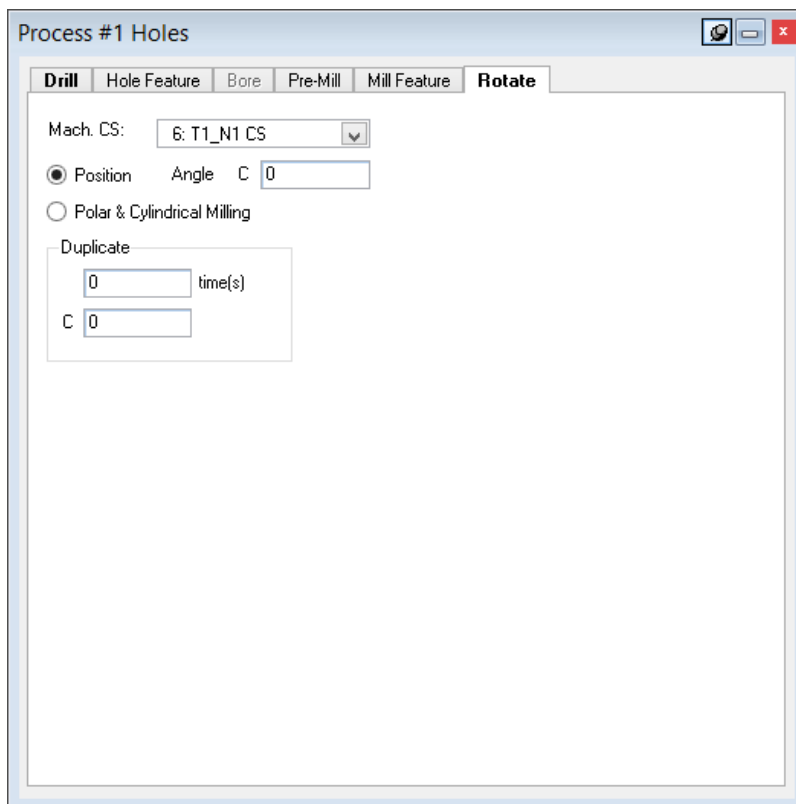 Process #1 Holes
Drill Hole Feature Bore Pre-Mill Mill Feature Rotate
Mach. CS: 6: T1_N1 CS
Position Angle C 0
Polar & Cylindrical Milling
Duplicate
0 time(s)
C 0